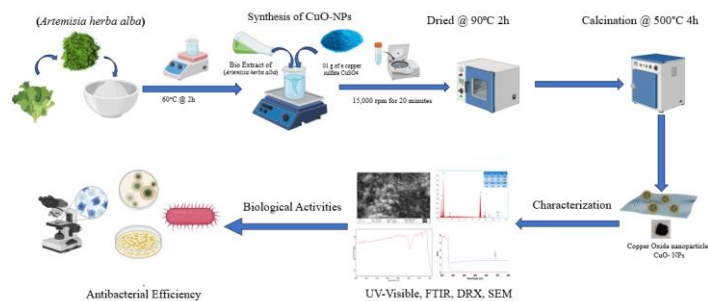 (Artemisia herba alba)
Synthesis of CuO-NPs
Dried @ 90ºC 2h
Calcination @ 500°C 4h
Bio Extract of
(Artemissia herba alba)
01 g of e copper
sulfate CuSO4
60ºC @ 2h
15,000 rpm for 20 minutes
Biological Activities
Characterization
Copper Oxide nanoparticle
CuO- NPs
Antibacterial Efficiency
UV-Visible, FTIR, DRX, SEM